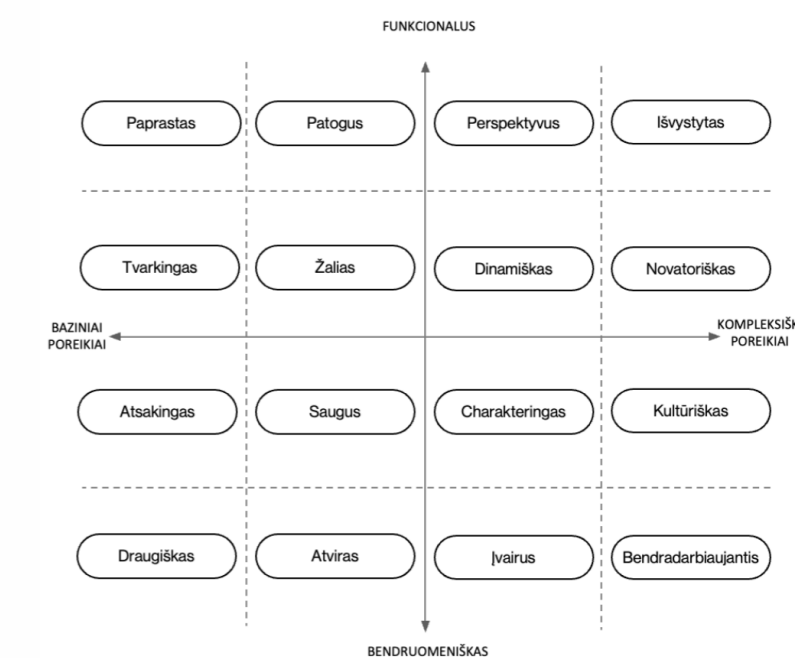 FUNKCIONALUS
Paprastas
Patogus
Perspektyvus
Išvystytas
Tvarkingas
Žalias
Dinamiškas
Novatoriškas
BAZINIAI
POREIKIAI
KOMPLEKSIŠK
POREIKIAI
Atsakingas
Saugus
Charakteringas
Kultūriškas
Draugiškas
Atviras
Įvairus
Bendradarbiaujantis
BENDRUOMENIŠKAS